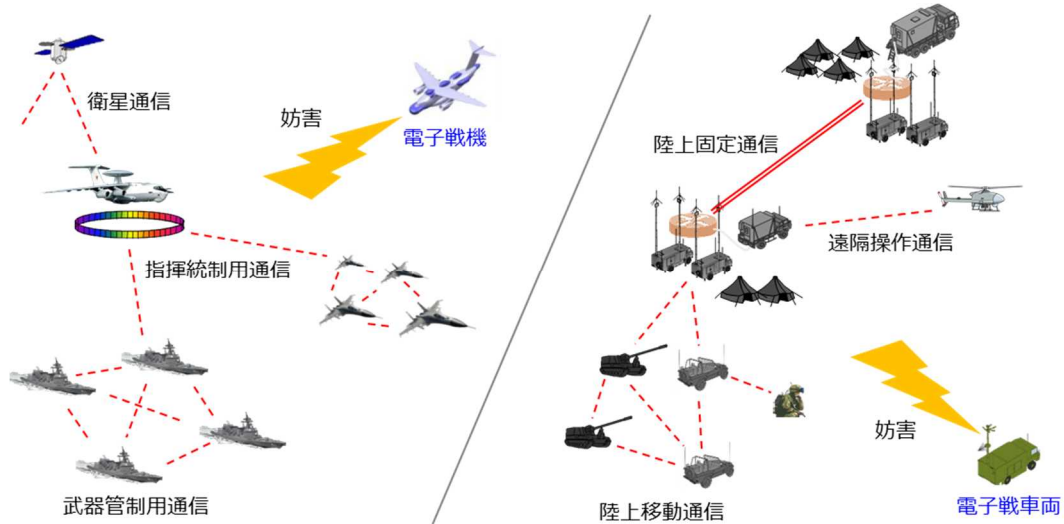 衛星通信
妨害
電子戦機
指揮統制用通信
武器管制用通信
陸上固定通信
遠隔操作通信
妨害
陸上移動通信
電子戦車両